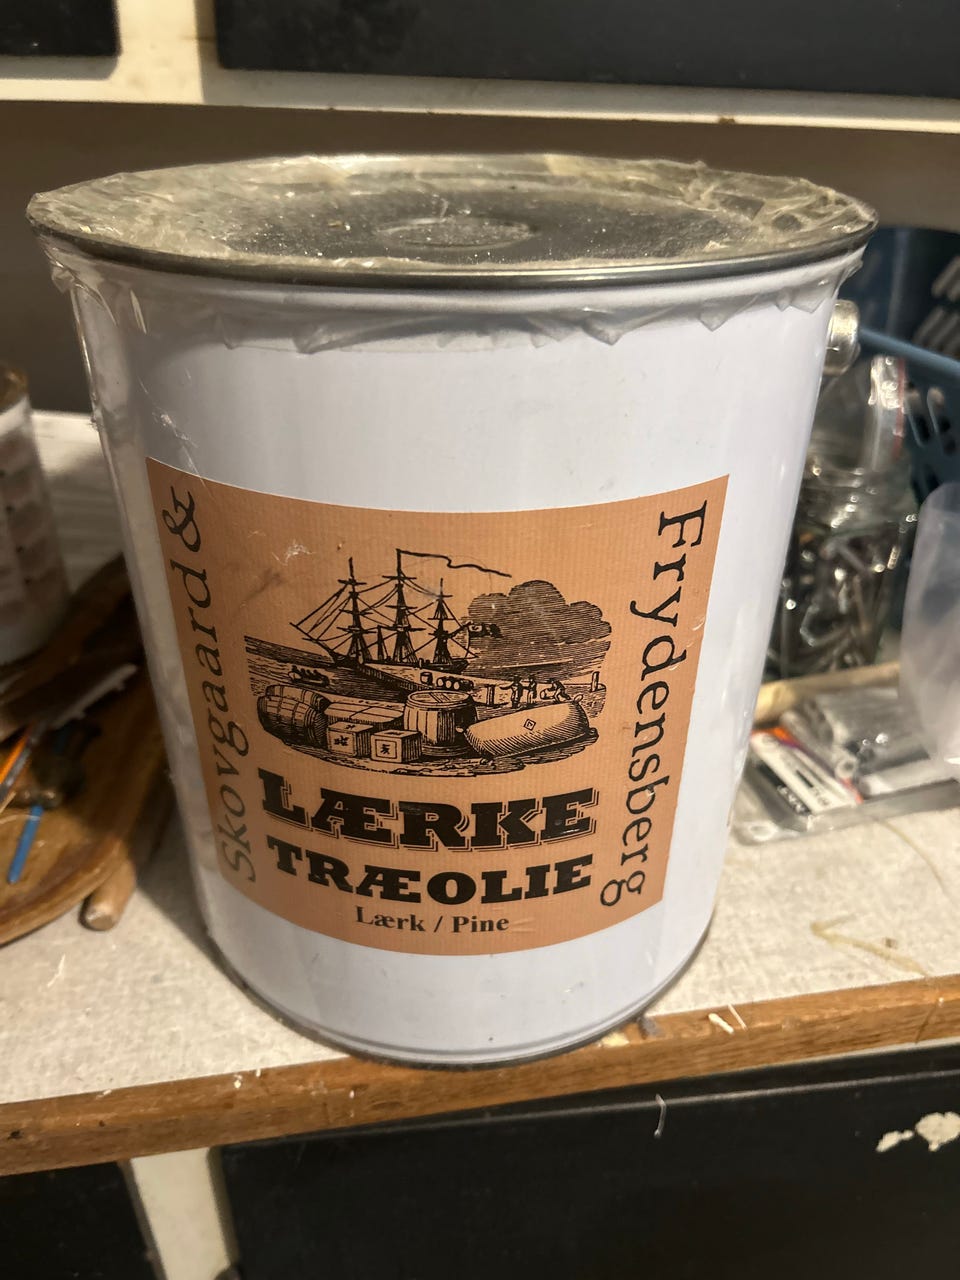 Skovgaard &
Frydensberg
LÆRKE
TRÆOLIE
Lærk / Pine